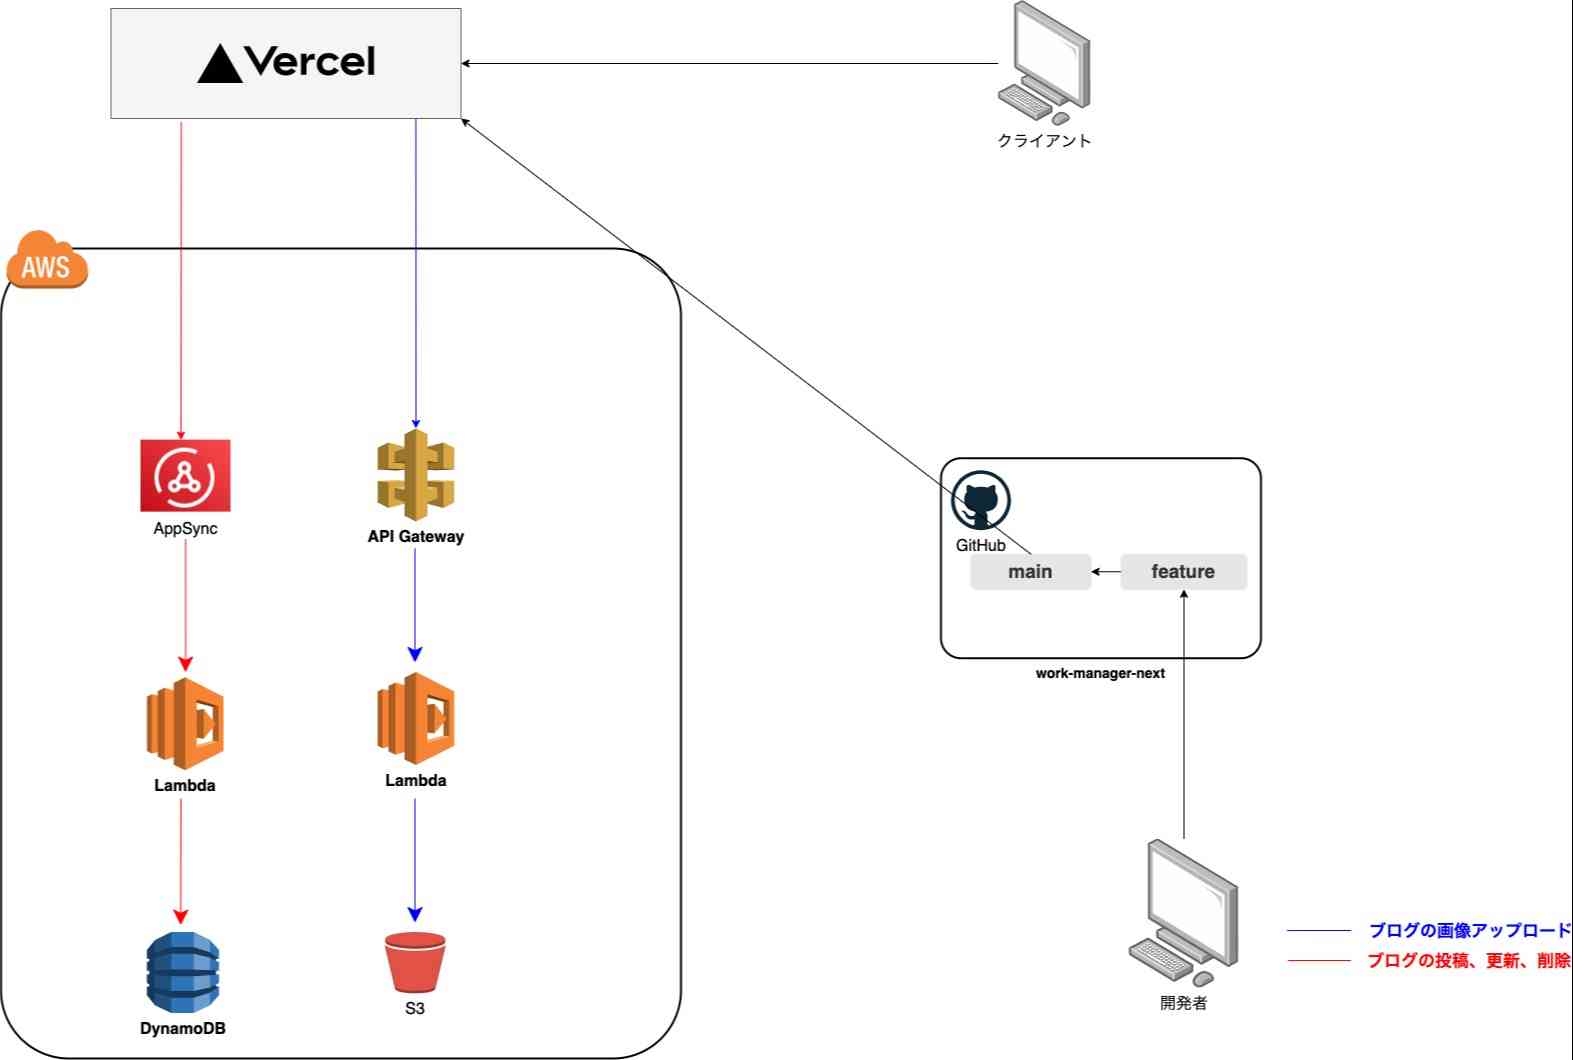 Vercel
クライアント
AWS
AppSync
API Gateway
GitHub
main
feature
work-manager-next
Lambda
Lambda
ブログの画像アップロード
ブログの投稿、更新、削除
開発者
S3
DynamoDB